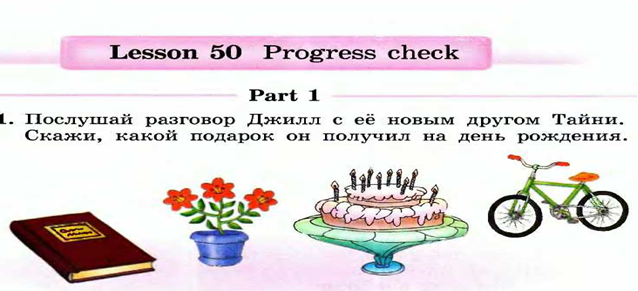 Lesson 50 Progress check
Part 1
1. Послушай разговор Джилл с её новым другом Тайни.
Скажи, какой подарок он получил на день рождения.